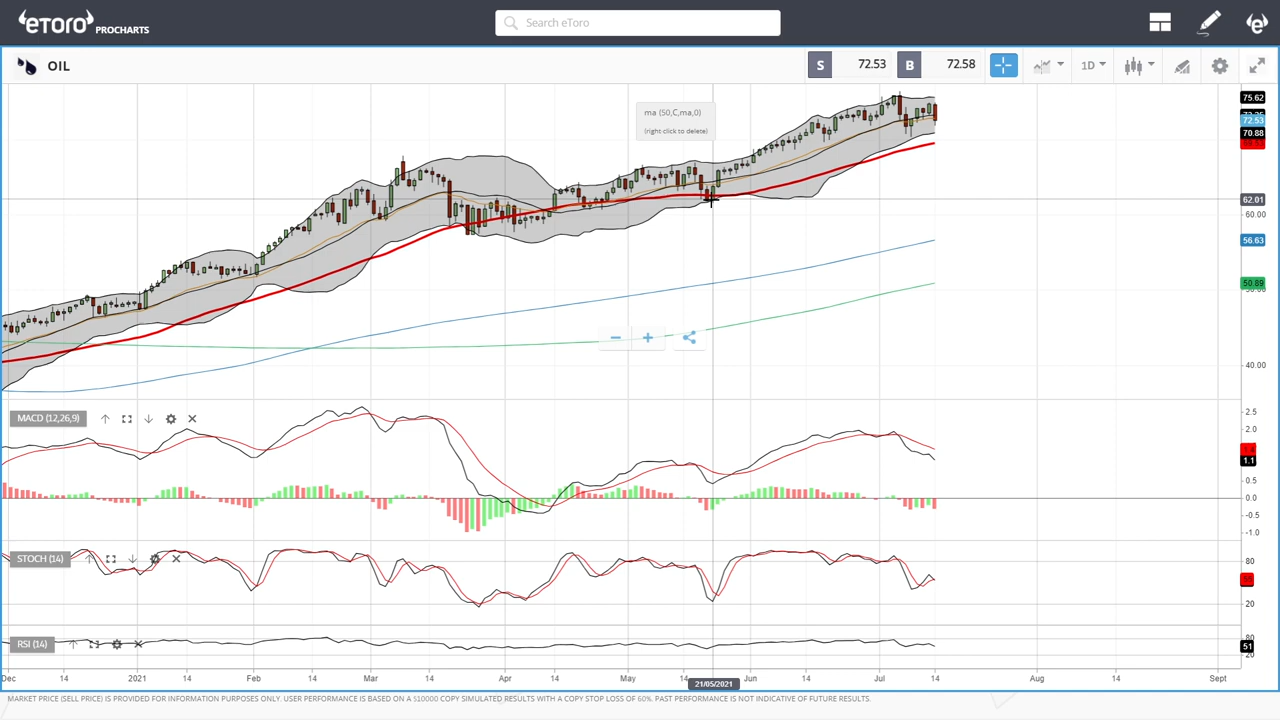 eToro PROCHARTS
Search eToro
OIL
S 72.53 B 72.58
1D
ma (50,C,ma,0)
(right click to delete)
75.62
72.53
70.88
62.01
60.00
56.63
50.89
40.00
MACD (12,26,9)
2.5
2.0
1.1
0.5
0.0
-0.5
-1.0
STOCH (14)
80
20
RSI (14)
80
51
20
Dec 14 2021 14 Feb 14 Mar 14 Apr 14 May 14 Jun 14 Jul 14 Aug 14 Sept
21/05/2021
MARKET PRICE (SELL PRICE) IS PROVIDED FOR INFORMATION PURPOSES ONLY. USER PERFORMANCE IS BASED ON A $10000 COPY SIMULATED RESULTS WITH A COPY STOP LOSS OF 60%. PAST PERFORMANCE IS NOT INDICATIVE OF FUTURE RESULTS.